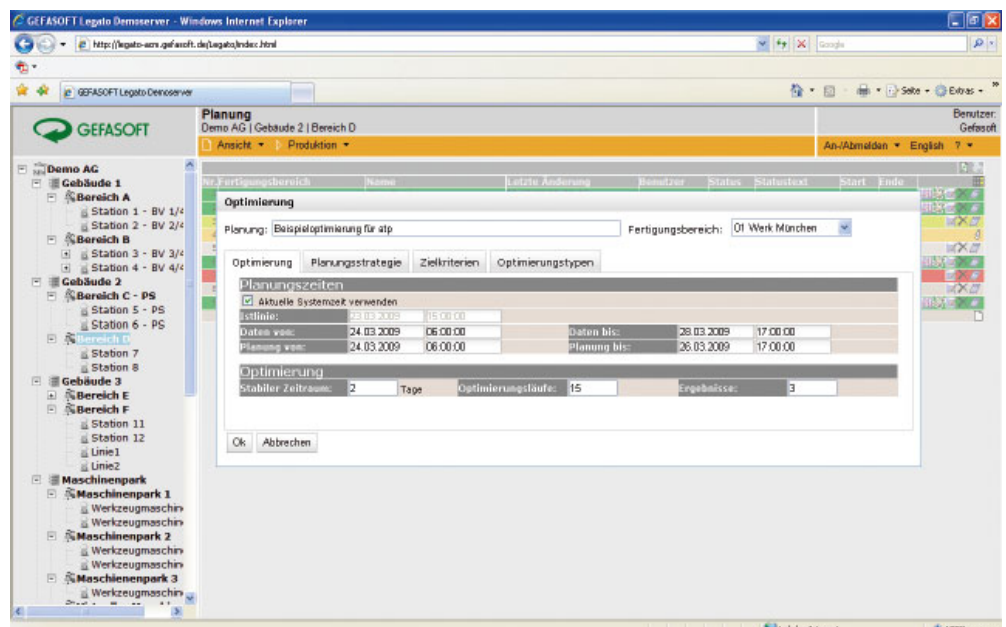 GEFASOFT Legato Demoserver - Windows Internet Explorer
http://legato-acm.gefasoft.de/Legato/index.html
Google
GEFASOFT Legato Demoserver
Seite
Extras
GEFASOFT
Planung
Demo AG | Gebäude 2 | Bereich D
Benutzer:
Gefasoft
Ansicht
Produktion
An-/Abmelden
English
?
Nr. Fertigungsbereich Name Letzte Änderung Benutzer Status Statustext Start Ende
Demo AG
Gebäude 1
Bereich A
Station 1 - BV 1/4
Station 2 - BV 2/4
Bereich B
Station 3 - BV 3/4
Station 4 - BV 4/4
Gebäude 2
Bereich C - PS
Station 5 - PS
Station 6 - PS
Bereich D
Station 7
Station 8
Gebäude 3
Bereich E
Bereich F
Station 11
Station 12
Linie1
Linie2
Maschinenpark
Maschinenpark 1
Werkzeugmaschin
Werkzeugmaschin
Maschinenpark 2
Werkzeugmaschin
Werkzeugmaschin
Maschienenpark 3
Werkzeugmaschin
Optimierung
Planung: Beispieloptimierung für atp Fertigungsbereich: 01 Werk München
Optimierung Planungsstrategie Zielkriterien Optimierungstypen
Planungszeiten
Aktuelle Systemzeit verwenden
Istlinie: 23.03.2009 15:00:00
Daten von: 24.03.2009 06:00:00 Daten bis: 28.03.2009 17:00:00
Planung von: 24.03.2009 06:00:00 Planung bis: 26.03.2009 17:00:00
Optimierung
Stabiler Zeitraum: 2 Tage Optimierungsläufe: 15 Ergebnisse: 3
Ok Abbrechen